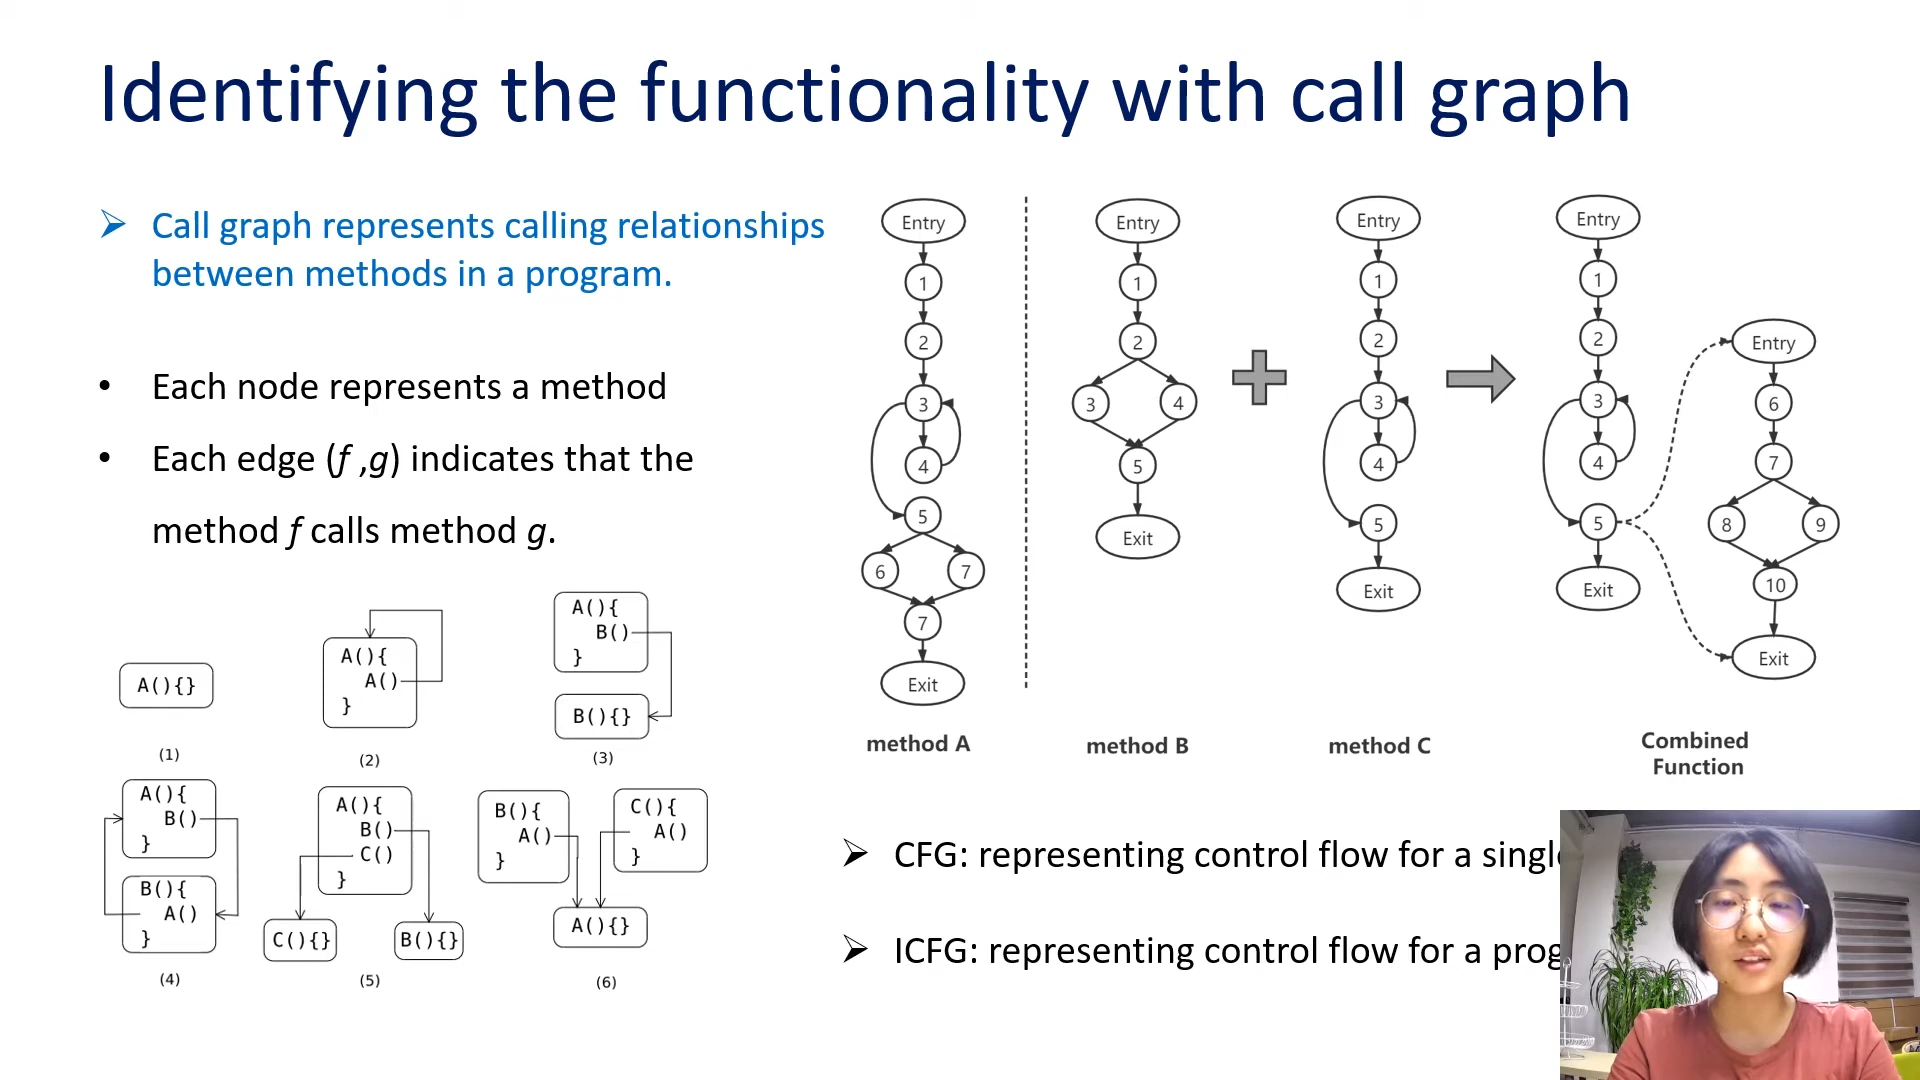 Identifying the functionality with call graph
Call graph represents calling relationships
between methods in a program.
• Each node represents a method
• Each edge (f ,g) indicates that the
method f calls method g.
A(){}
(1)
A(){
A()
}
(2)
A(){
B()
}
B(){}
(3)
A(){
B()
}
B(){
A()
}
(4)
A(){
B()
C()
}
C(){}
B(){}
(5)
B(){
A()
}
C(){
A()
}
A(){}
(6)
Entry
1
2
3
4
5
6
7
7
Exit
method A
Entry
1
2
3
4
5
Exit
method B
Entry
1
2
3
4
5
Exit
method C
Entry
1
2
3
4
5
Exit
Entry
6
7
8
9
10
Exit
Combined
Function
CFG: representing control flow for a
ICFG: representing control flow for a